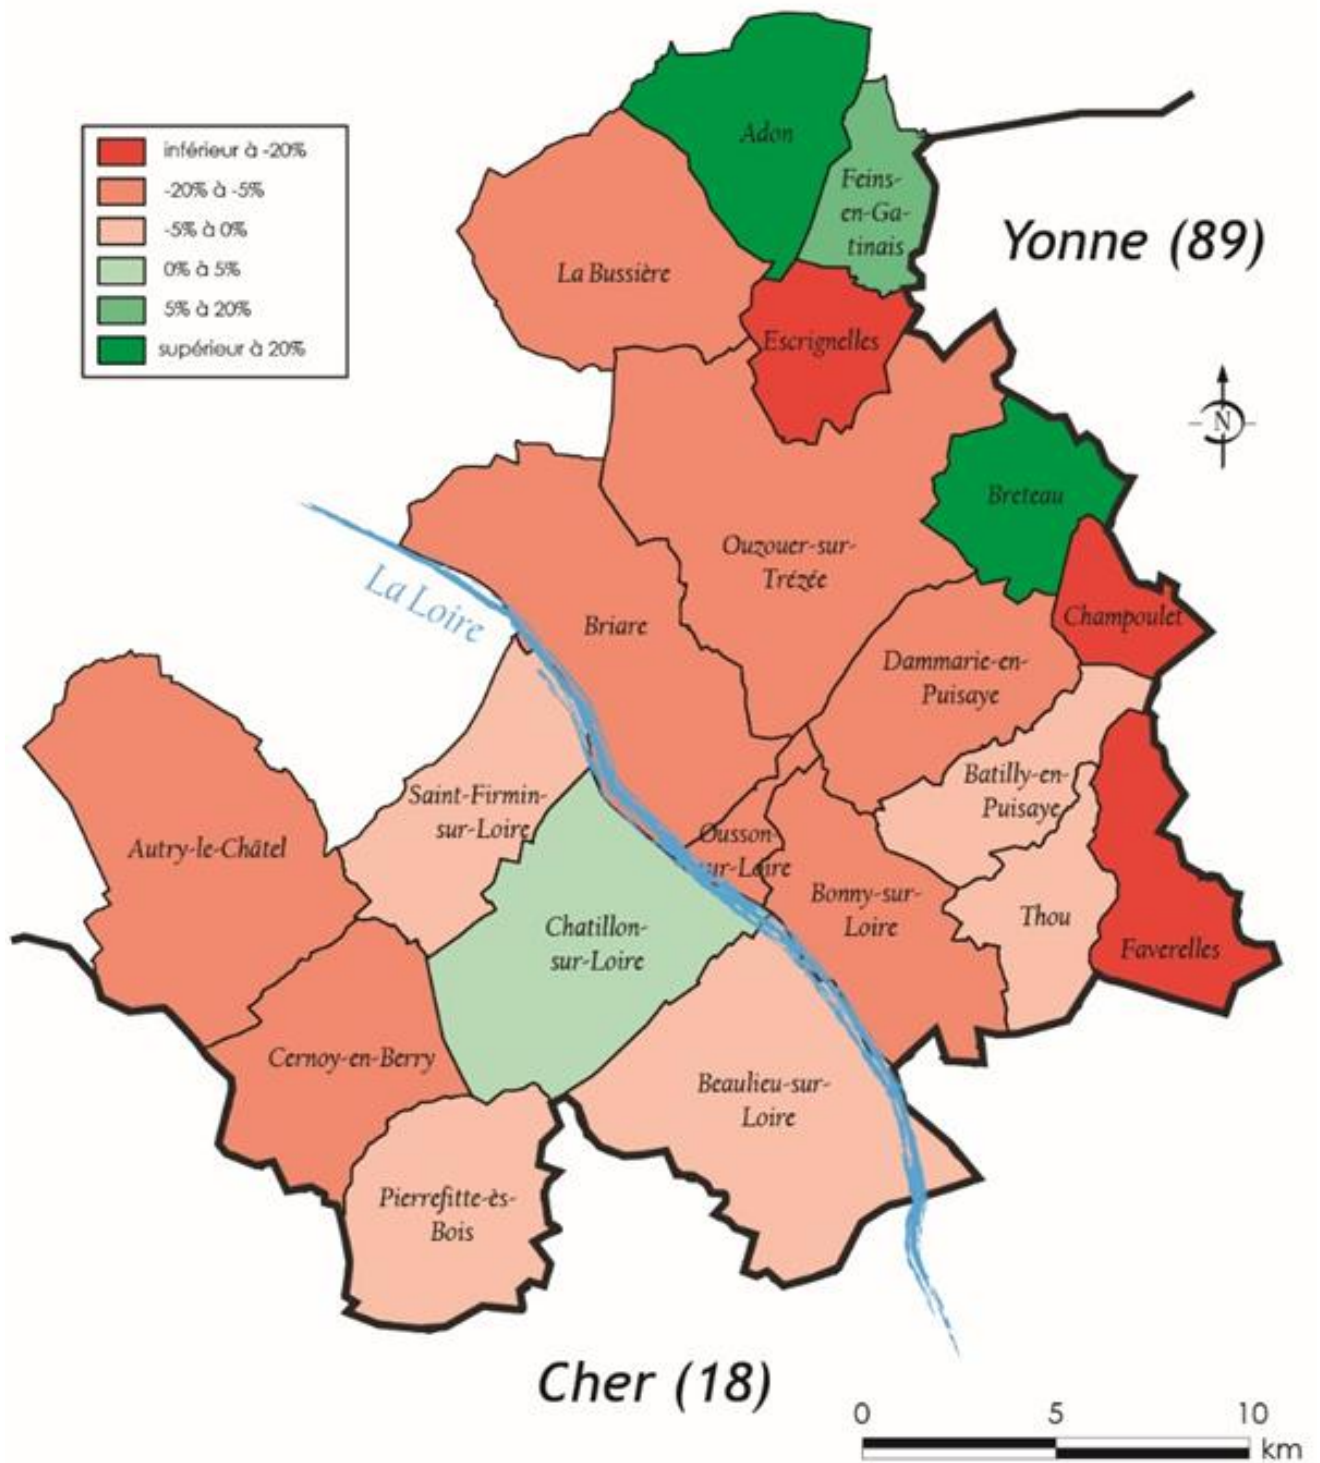 inférieur à -20%
-20% à -5%
-5% à 0%
0% à 5%
5% à 20%
supérieur à 20%
Adon
Feins-
en-Ga-
tinais
Yonne (89)
La Bussière
Escrignelles
N
Breteau
Ouzouer-sur-
Trézée
La Loire
Briare
Champoulet
Dammarie-en-
Puisaye
Batilly-en-
Puisaye
Saint-Firmin-
sur-Loire
Ousson-
sur-Loire
Autry-le-Châtel
Bonny-sur-
Loire
Thou
Chatillon-
sur-Loire
Faverelles
Cernoy-en-Berry
Beaulieu-sur-
Loire
Pierrefitte-ès-
Bois
Cher (18)
0 5 10
km